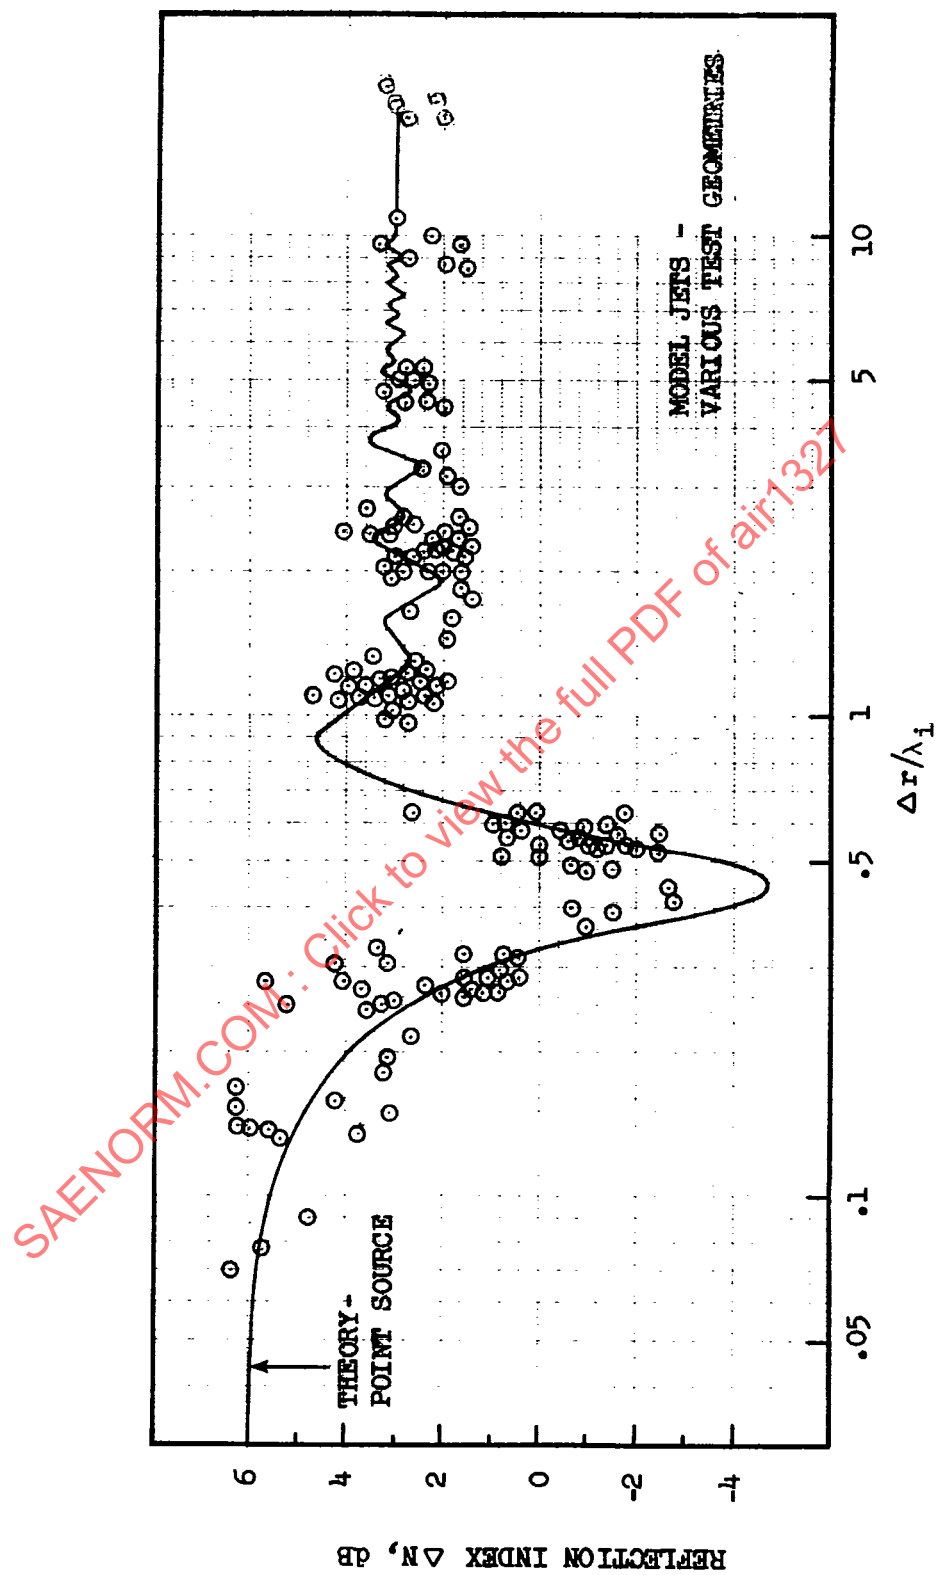 REFLECTION INDEX ΔN, dB
6
4
2
0
-2
-4
THEORY-
POINT SOURCE
MODEL JETS -
VARIOUS TEST GEOMETRIES
.05
.1
.5
1
5
10
Δr/λi
SAENORM.COM : Click to view the full PDF of air1327